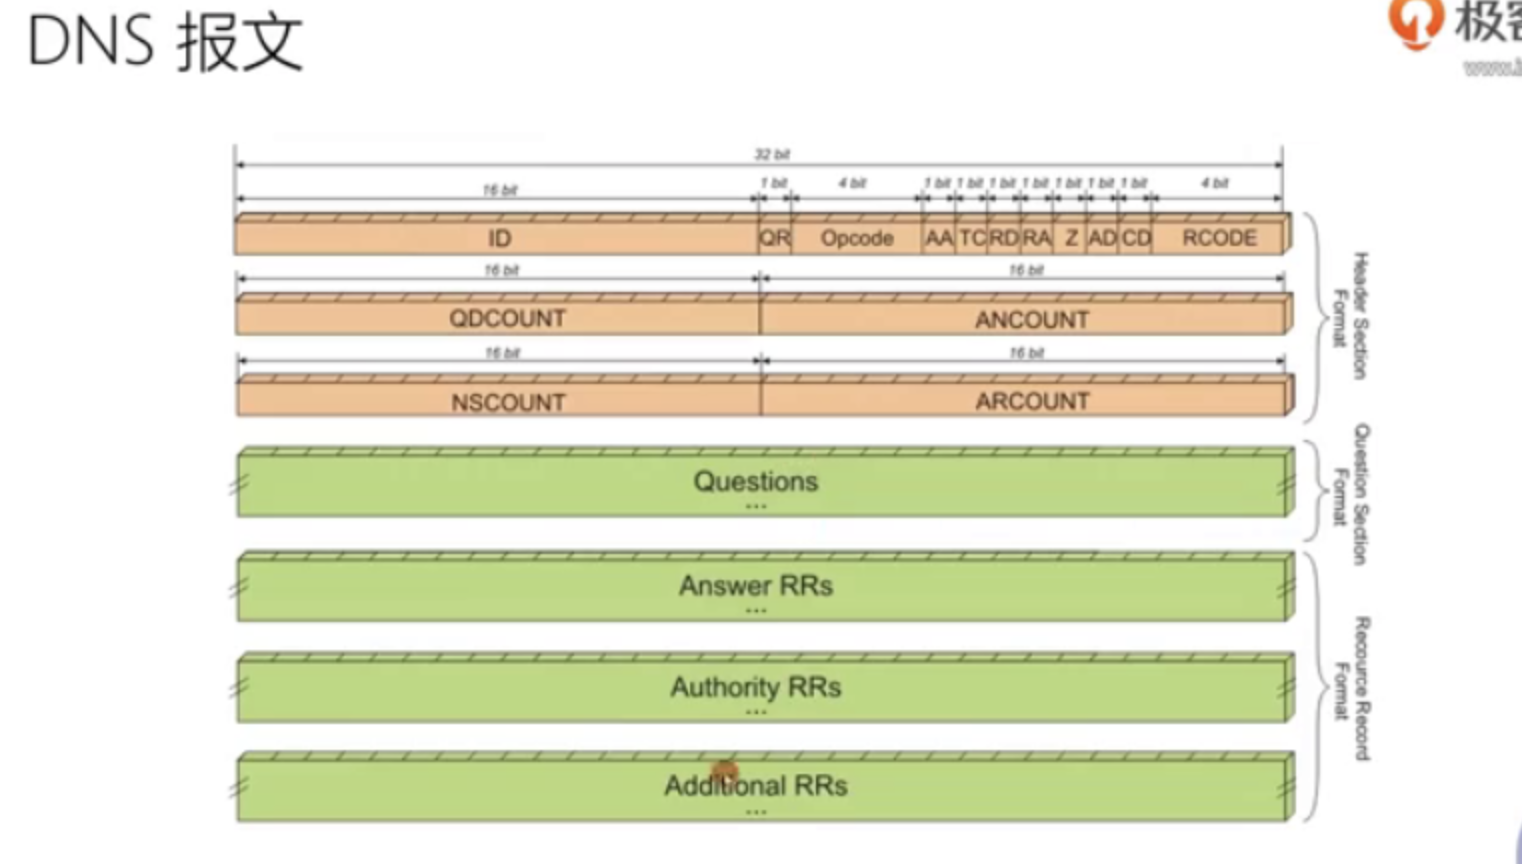 DNS 报文
极客
www.i
32 bit
16 bit 1 bit 4 bit 1 bit 1 bit 1 bit 1 bit 1 bit 1 bit 1 bit 4 bit
ID QR Opcode AA TC RD RA Z AD CD RCODE
16 bit 16 bit
QDCOUNT ANCOUNT
16 bit 16 bit
NSCOUNT ARCOUNT
Header Section
Format
Questions
...
Question Section
Format
Answer RRs
...
Authority RRs
...
Additional RRs
...
Recource Record
Format